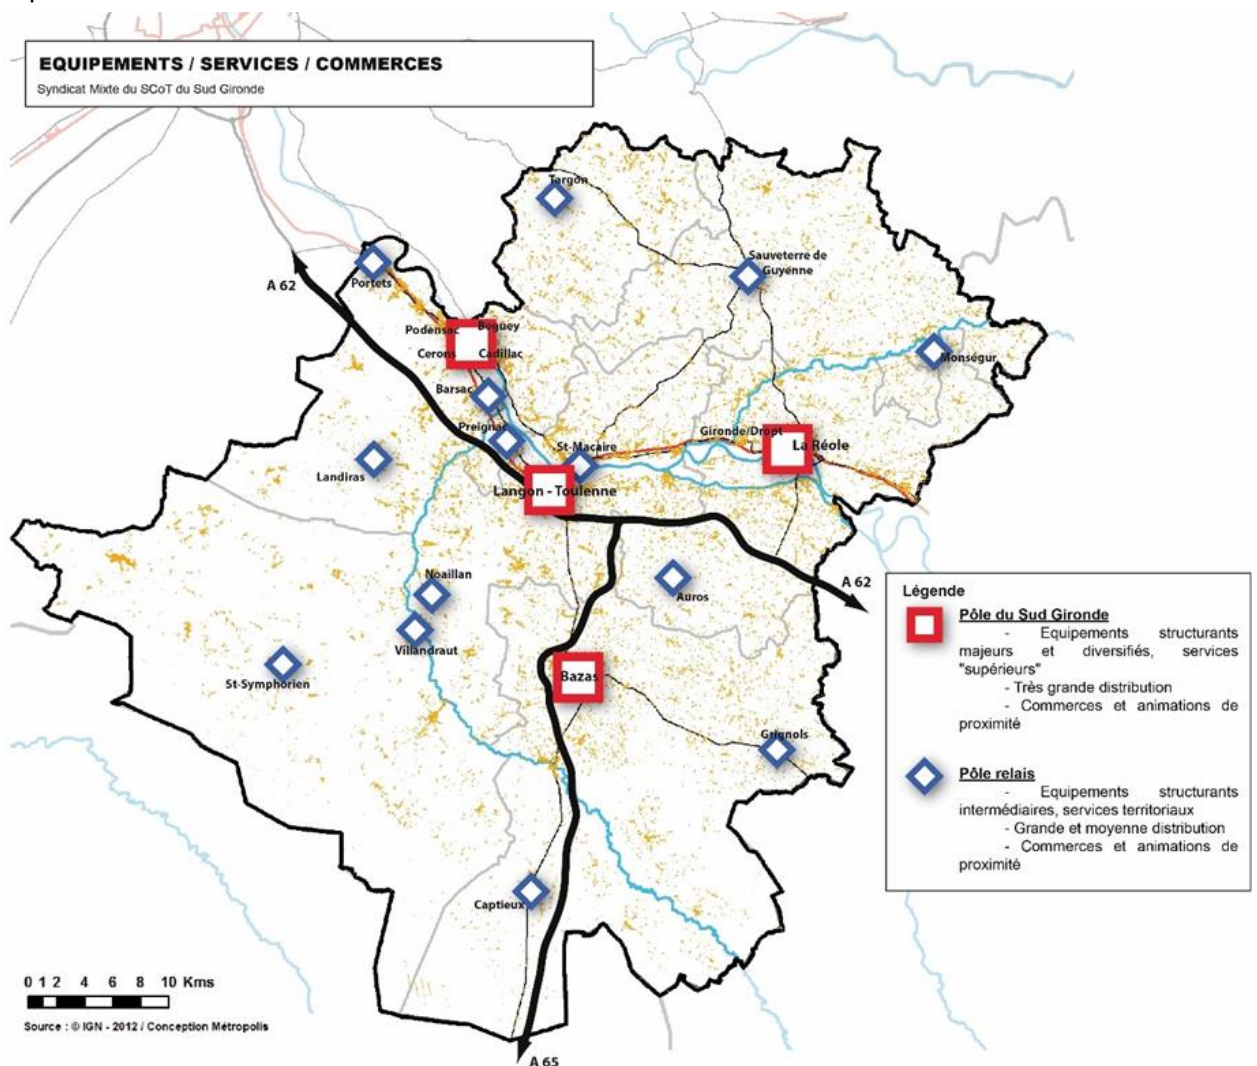 EQUIPEMENTS / SERVICES / COMMERCES
Syndicat Mixte du SCoT du Sud Gironde
Targon
Sauveterre de
Guyenne
Portets
A 62
Podensac
Beguey
Cerons
Cadillac
Monségur
Barsac
Preignac
Gironde/Dropt
St-Macaire
La Réole
Landiras
Langon - Toulenne
Noaillan
Auros
A 62
Villandraut
Bazas
St-Symphorien
Grignols
Captieux
A 65
Légende
Pôle du Sud Gironde
- Equipements structurants
majeurs et diversifiés, services
"supérieurs"
- Très grande distribution
- Commerces et animations de
proximité
Pôle relais
- Equipements structurants
intermédiaires, services territoriaux
- Grande et moyenne distribution
- Commerces et animations de
proximité
0 1 2 4 6 8 10 Kms
Source : © IGN - 2012 / Conception Métropolis